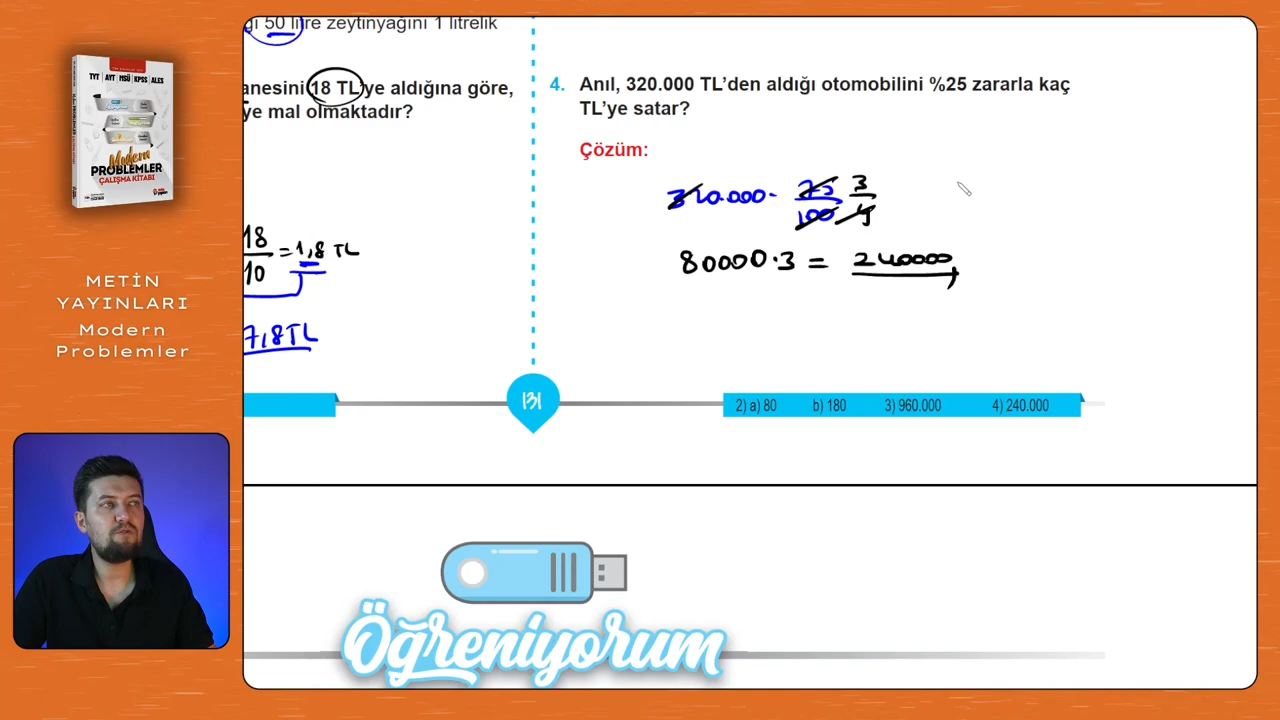 TYT | AYT | MSÜ | KPSS | ALES
Modern
PROBLEMLER
ÇALIŞMA KİTABI
METİN
YAYINLARI
Modern
Problemler
50 litre zeytinyağını 1 litrelik
anesini 18 TL'ye aldığına göre,
ye mal olmaktadır?
18
10
= 1,8 TL
7,8TL
4. Anıl, 320.000 TL'den aldığı otomobilini %25 zararla kaç
TL'ye satar?
Çözüm:
320.000 · 75/100 3/4
80000·3 = 240000
131
2) a) 80 b) 180 3) 960.000 4) 240.000
Öğreniyorum